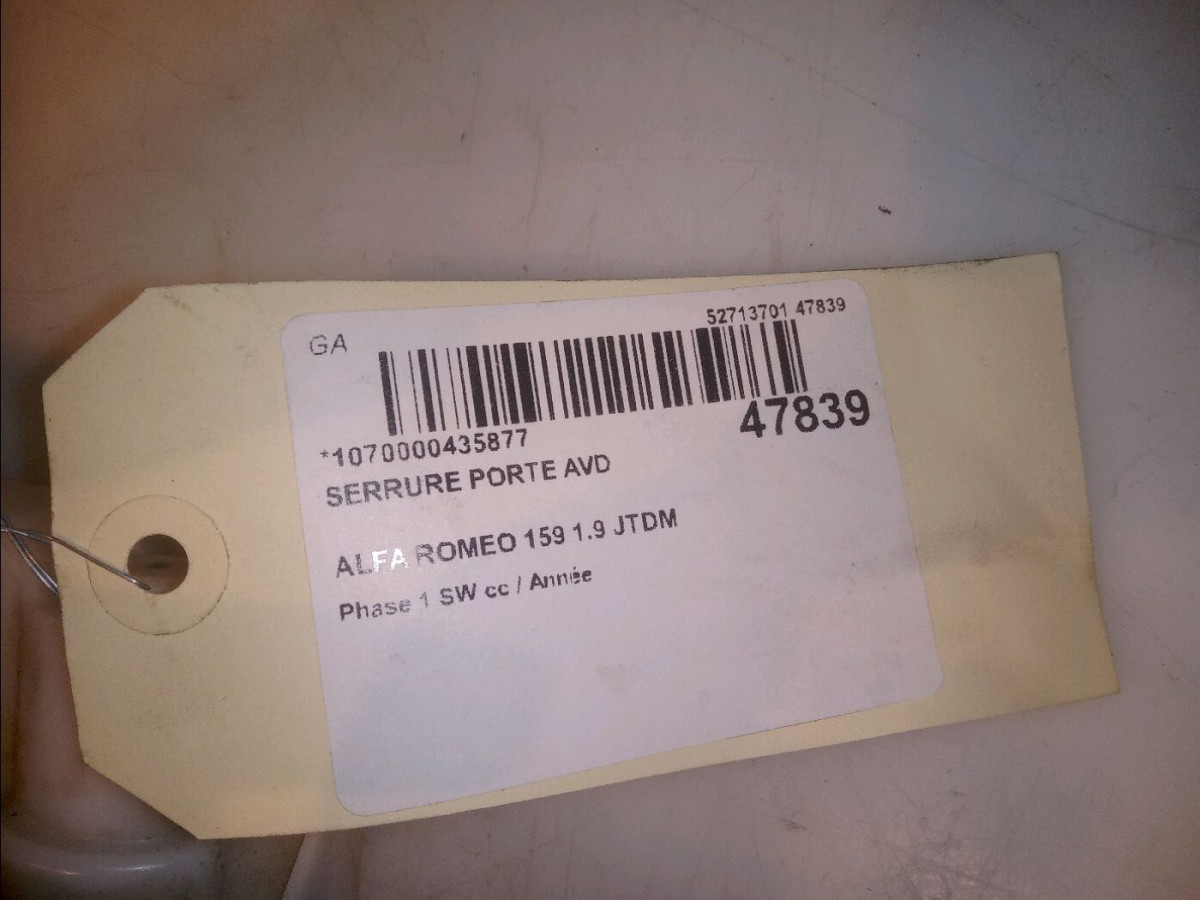 GA
52713701 47839
47839
*1070000435877
SERRURE PORTE AVD
ALFA ROMEO 159 1.9 JTDM
Phase 1 SW cc / Année